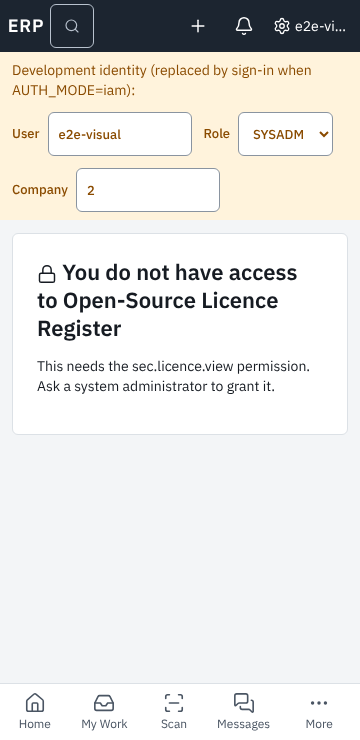 ERP e2e-vi...
Development identity (replaced by sign-in when
AUTH_MODE=iam):
User e2e-visual Role SYSADM
Company 2
You do not have access
to Open-Source Licence
Register
This needs the sec.licence.view permission.
Ask a system administrator to grant it.
Home My Work Scan Messages More